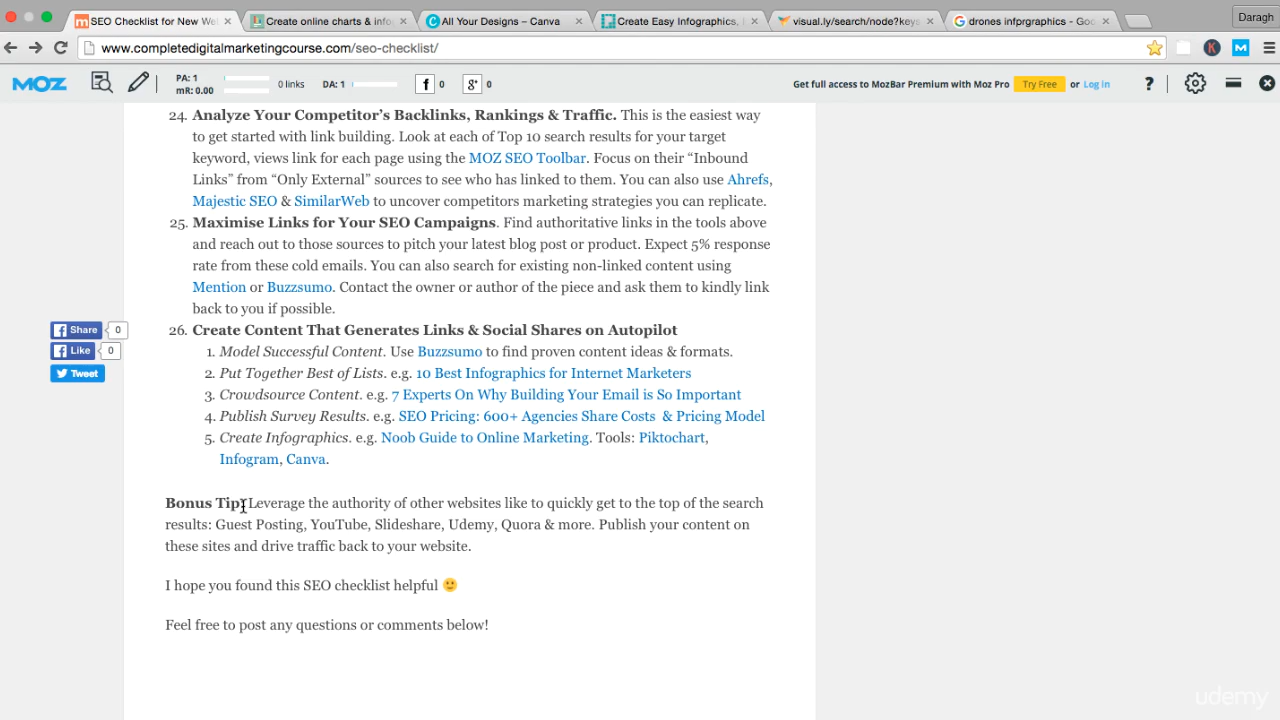 SEO Checklist for New Wel
Create online charts & info
All Your Designs – Canva
Create Easy Infographics,
visual.ly/search/node?keys
drones infprgraphics - Goo
Daragh
www.completedigitalmarketingcourse.com/seo-checklist/
K
M
MOZ
PA: 1
mR: 0.00
0 links
DA: 1
f 0
g+ 0
Get full access to MozBar Premium with Moz Pro
Try Free
or Log in
?
24. Analyze Your Competitor’s Backlinks, Rankings & Traffic. This is the easiest way
to get started with link building. Look at each of Top 10 search results for your target
keyword, views link for each page using the MOZ SEO Toolbar. Focus on their “Inbound
Links” from “Only External” sources to see who has linked to them. You can also use Ahrefs,
Majestic SEO & SimilarWeb to uncover competitors marketing strategies you can replicate.
25. Maximise Links for Your SEO Campaigns. Find authoritative links in the tools above
and reach out to those sources to pitch your latest blog post or product. Expect 5% response
rate from these cold emails. You can also search for existing non-linked content using
Mention or Buzzsumo. Contact the owner or author of the piece and ask them to kindly link
back to you if possible.
26. Create Content That Generates Links & Social Shares on Autopilot
1. Model Successful Content. Use Buzzsumo to find proven content ideas & formats.
2. Put Together Best of Lists. e.g. 10 Best Infographics for Internet Marketers
3. Crowdsource Content. e.g. 7 Experts On Why Building Your Email is So Important
4. Publish Survey Results. e.g. SEO Pricing: 600+ Agencies Share Costs & Pricing Model
5. Create Infographics. e.g. Noob Guide to Online Marketing. Tools: Piktochart,
Infogram, Canva.
Share 0
Like 0
Tweet
Bonus Tip: Leverage the authority of other websites like to quickly get to the top of the search
results: Guest Posting, YouTube, Slideshare, Udemy, Quora & more. Publish your content on
these sites and drive traffic back to your website.
I hope you found this SEO checklist helpful
Feel free to post any questions or comments below!
udemy